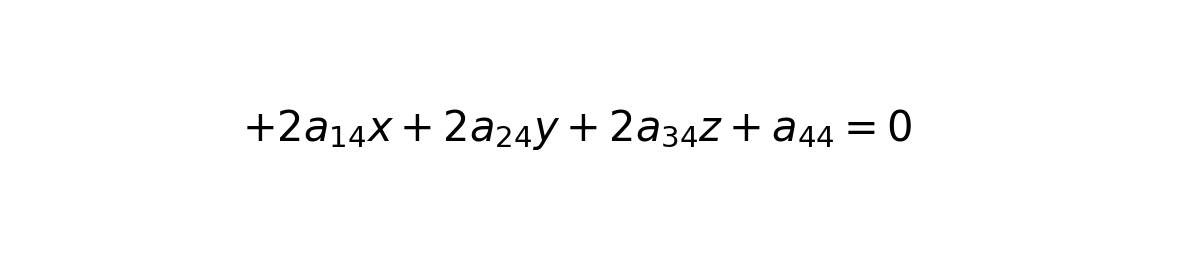 +2a₁₄x + 2a₂₄y + 2a₃₄z + a₄₄ = 0